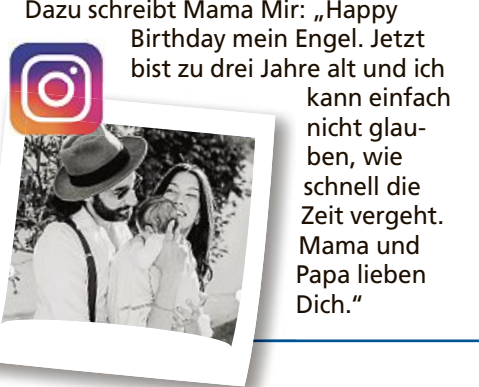 Dazu schreibt Mama Mir: „Happy
Birthday mein Engel. Jetzt
bist zu drei Jahre alt und ich
kann einfach
nicht glau-
ben, wie
schnell die
Zeit vergeht.
Mama und
Papa lieben
Dich.“